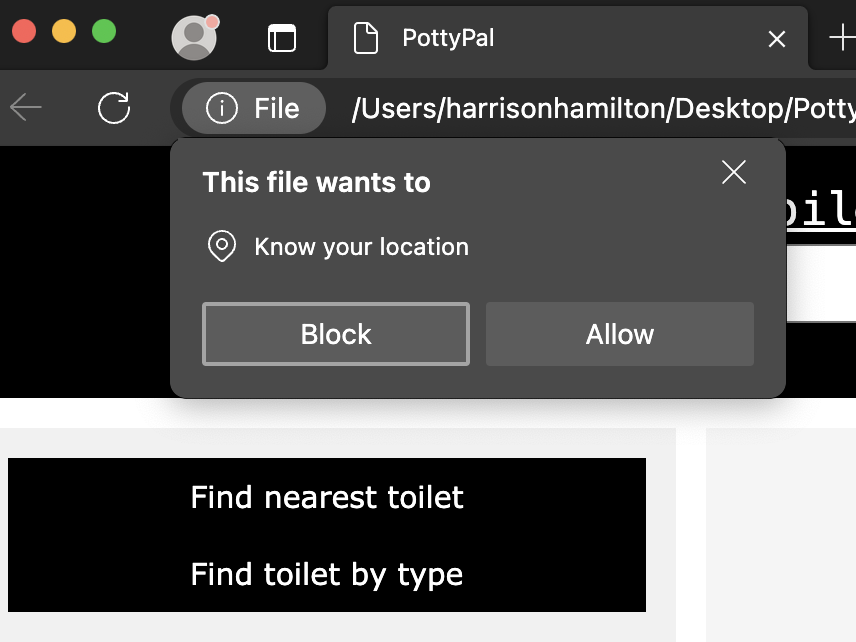 PottyPal
File
/Users/harrisonhamilton/Desktop/Potty
This file wants to
Know your location
Block
Allow
Find nearest toilet
Find toilet by type